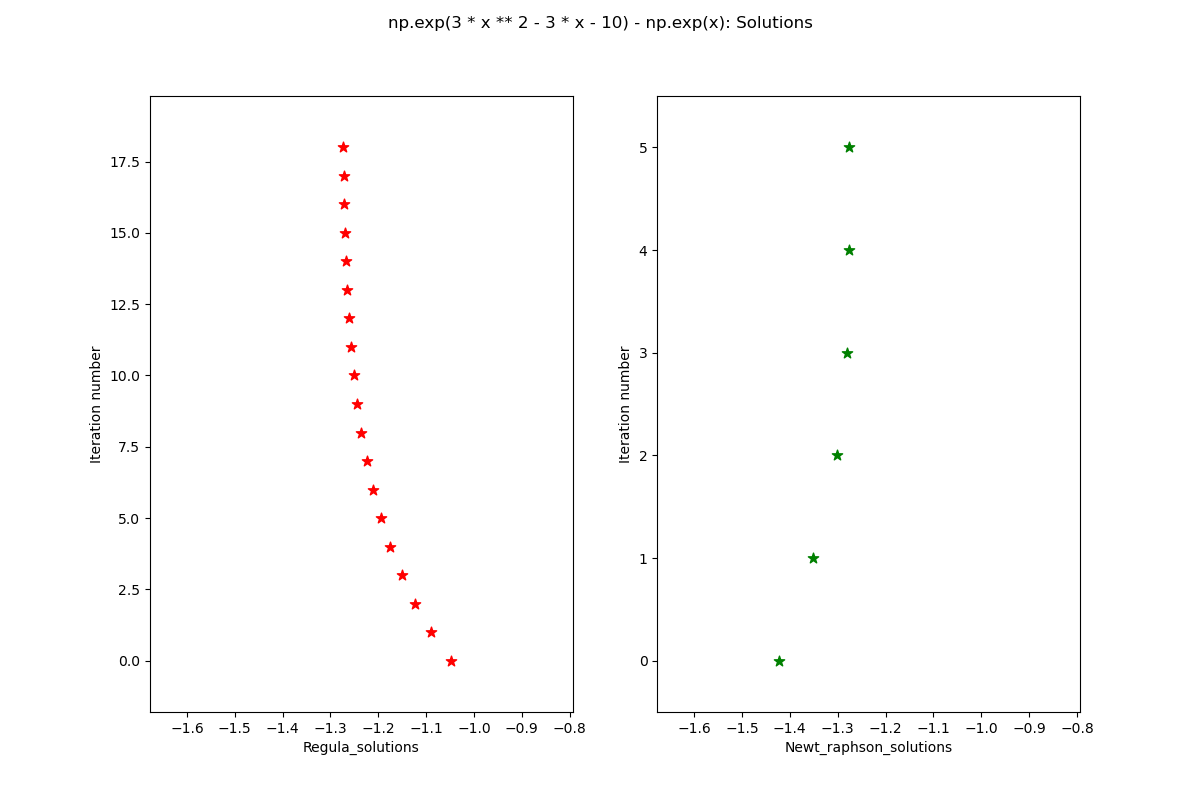 np.exp(3 * x ** 2 - 3 * x - 10) - np.exp(x): Solutions
Iteration number
17.5
15.0
12.5
10.0
7.5
5.0
2.5
0.0
−1.6 −1.5 −1.4 −1.3 −1.2 −1.1 −1.0 −0.9 −0.8
Regula_solutions
Iteration number
5
4
3
2
1
0
−1.6 −1.5 −1.4 −1.3 −1.2 −1.1 −1.0 −0.9 −0.8
Newt_raphson_solutions